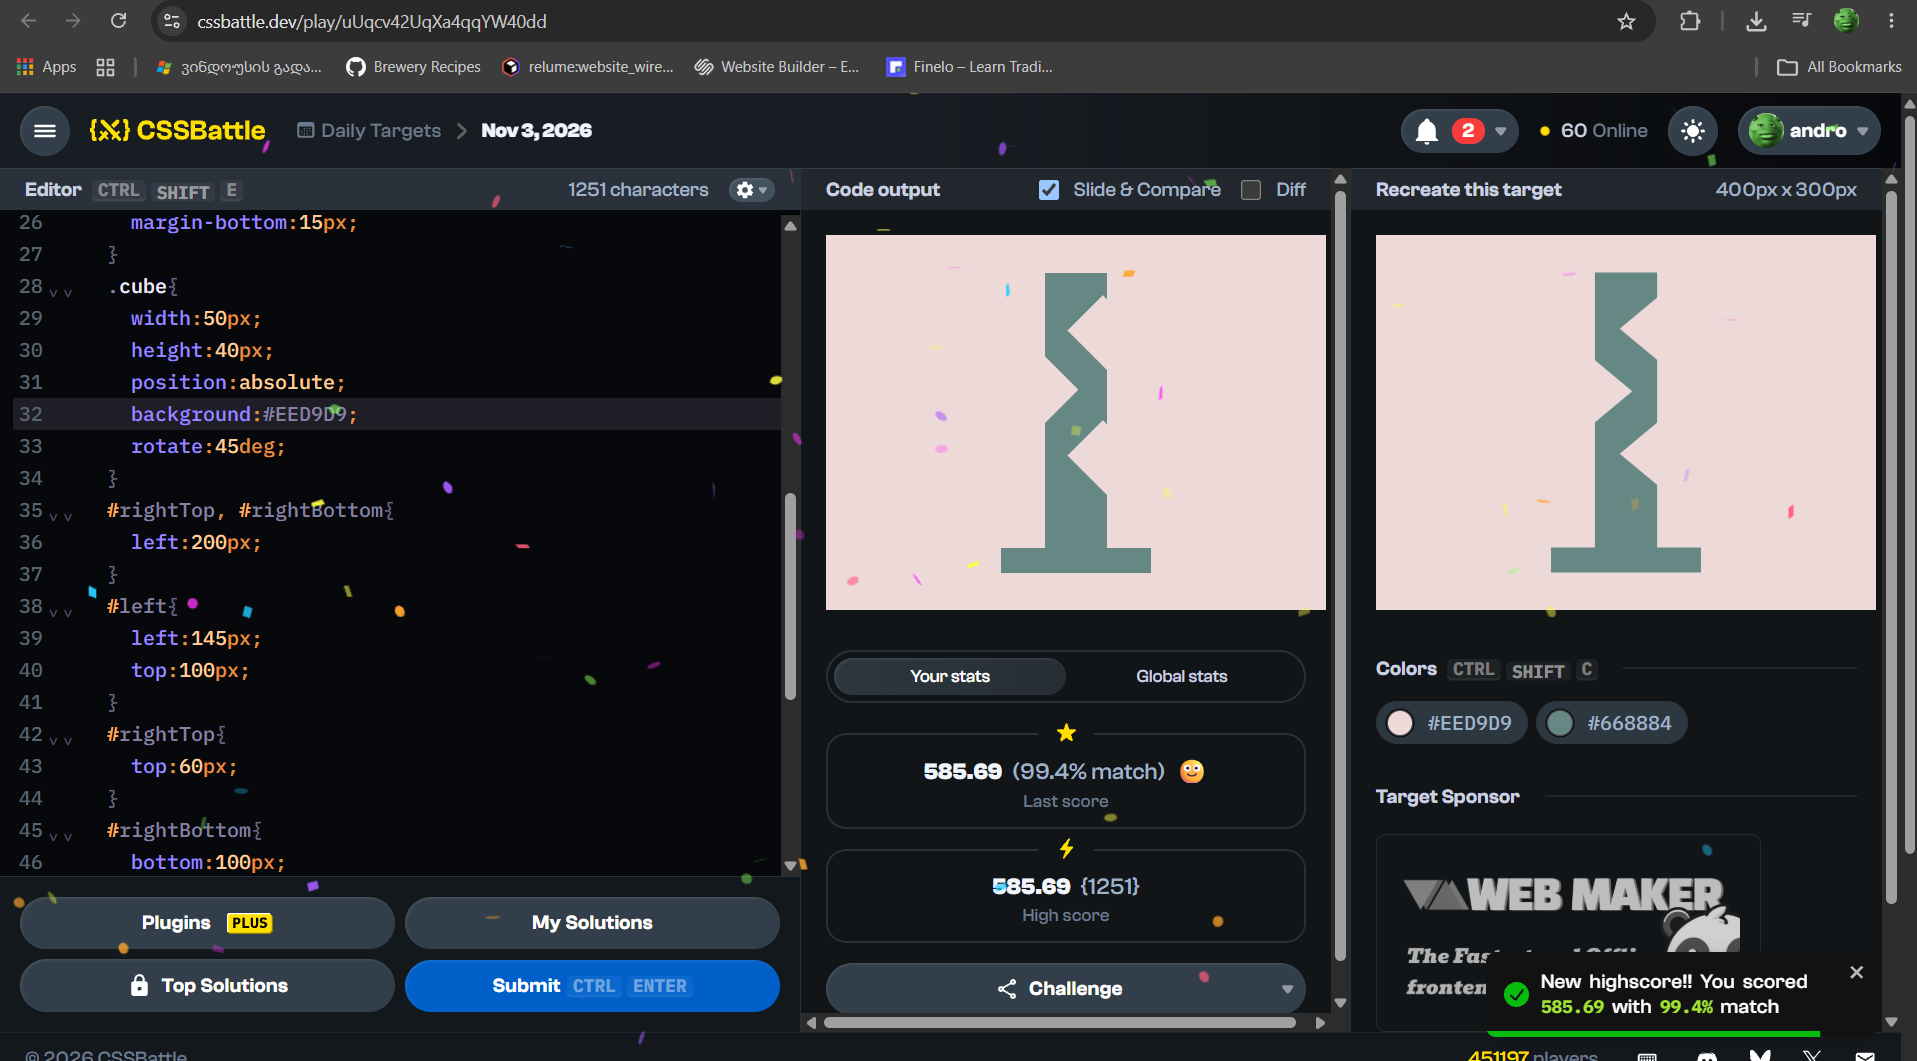 cssbattle.dev/play/uUqcv42UqXa4qqYW40dd
Apps
ვინდოუსის გადა...
Brewery Recipes
relume:website_wire...
Website Builder – E...
Finelo – Learn Tradi...
All Bookmarks
CSSBattle
Daily Targets
Nov 3, 2026
2
60 Online
andro
Editor CTRL SHIFT E
1251 characters
26 margin-bottom:15px;
27 }
28 .cube{
29 width:50px;
30 height:40px;
31 position:absolute;
32 background:#EED9D9;
33 rotate:45deg;
34 }
35 #rightTop, #rightBottom{
36 left:200px;
37 }
38 #left{
39 left:145px;
40 top:100px;
41 }
42 #rightTop{
43 top:60px;
44 }
45 #rightBottom{
46 bottom:100px;
Plugins PLUS
My Solutions
Top Solutions
Submit CTRL ENTER
Code output
Slide & Compare
Diff
Your stats
Global stats
585.69 (99.4% match)
Last score
585.69 {1251}
High score
Challenge
Recreate this target
400px x 300px
Colors CTRL SHIFT C
#EED9D9
#668884
Target Sponsor
WEB MAKER
The
fronten
New highscore!! You scored
585.69 with 99.4% match
© 2026 CSSBattle
451197 players